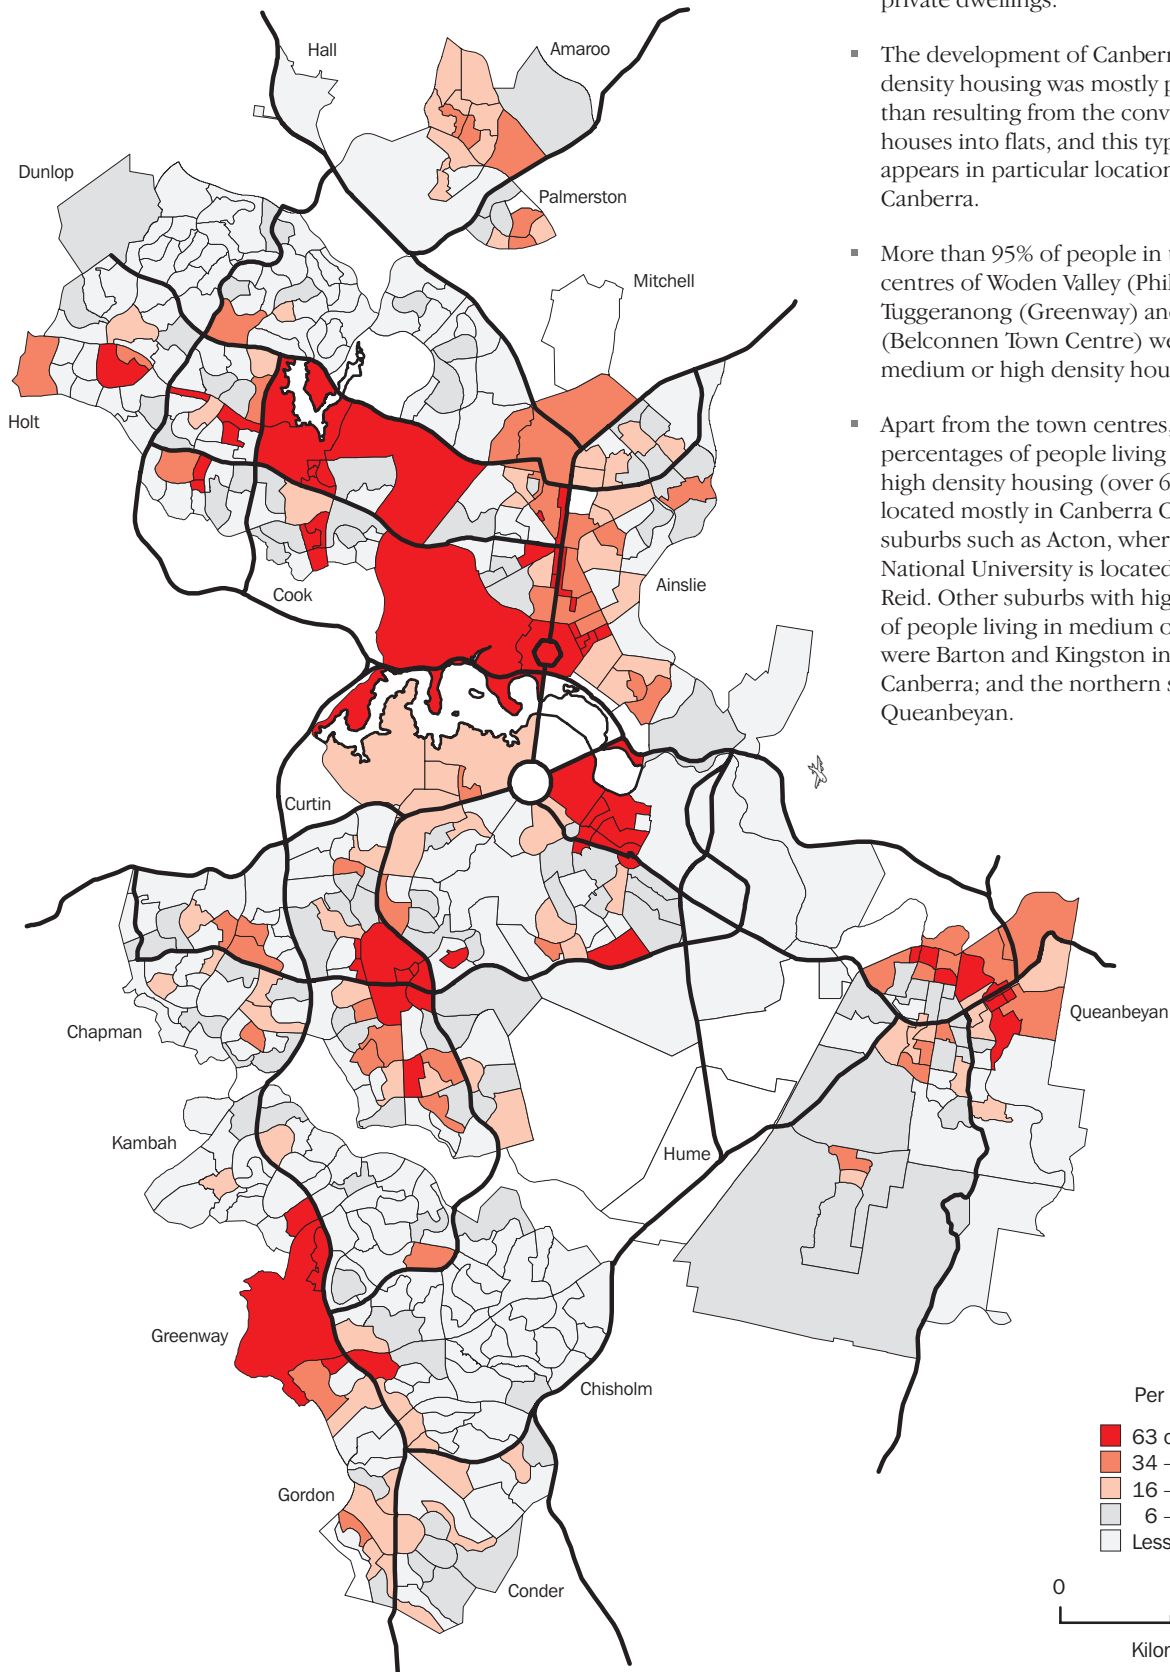 private dwellings.
Hall
Amaroo
The development of Canberr
density housing was mostly p
than resulting from the conv
houses into flats, and this typ
appears in particular location
Canberra.
Dunlop
Palmerston
More than 95% of people in t
centres of Woden Valley (Phil
Tuggeranong (Greenway) and
(Belconnen Town Centre) we
medium or high density hou
Mitchell
Holt
Apart from the town centres,
percentages of people living
high density housing (over 6
located mostly in Canberra C
suburbs such as Acton, wher
National University is located
Reid. Other suburbs with hig
of people living in medium o
were Barton and Kingston in
Canberra; and the northern s
Queanbeyan.
Cook
Ainslie
Curtin
Chapman
Queanbeyan
Kambah
Hume
Greenway
Chisholm
Per
63 o
34 –
16 –
6 –
Less
Gordon
Conder
0
Kilon